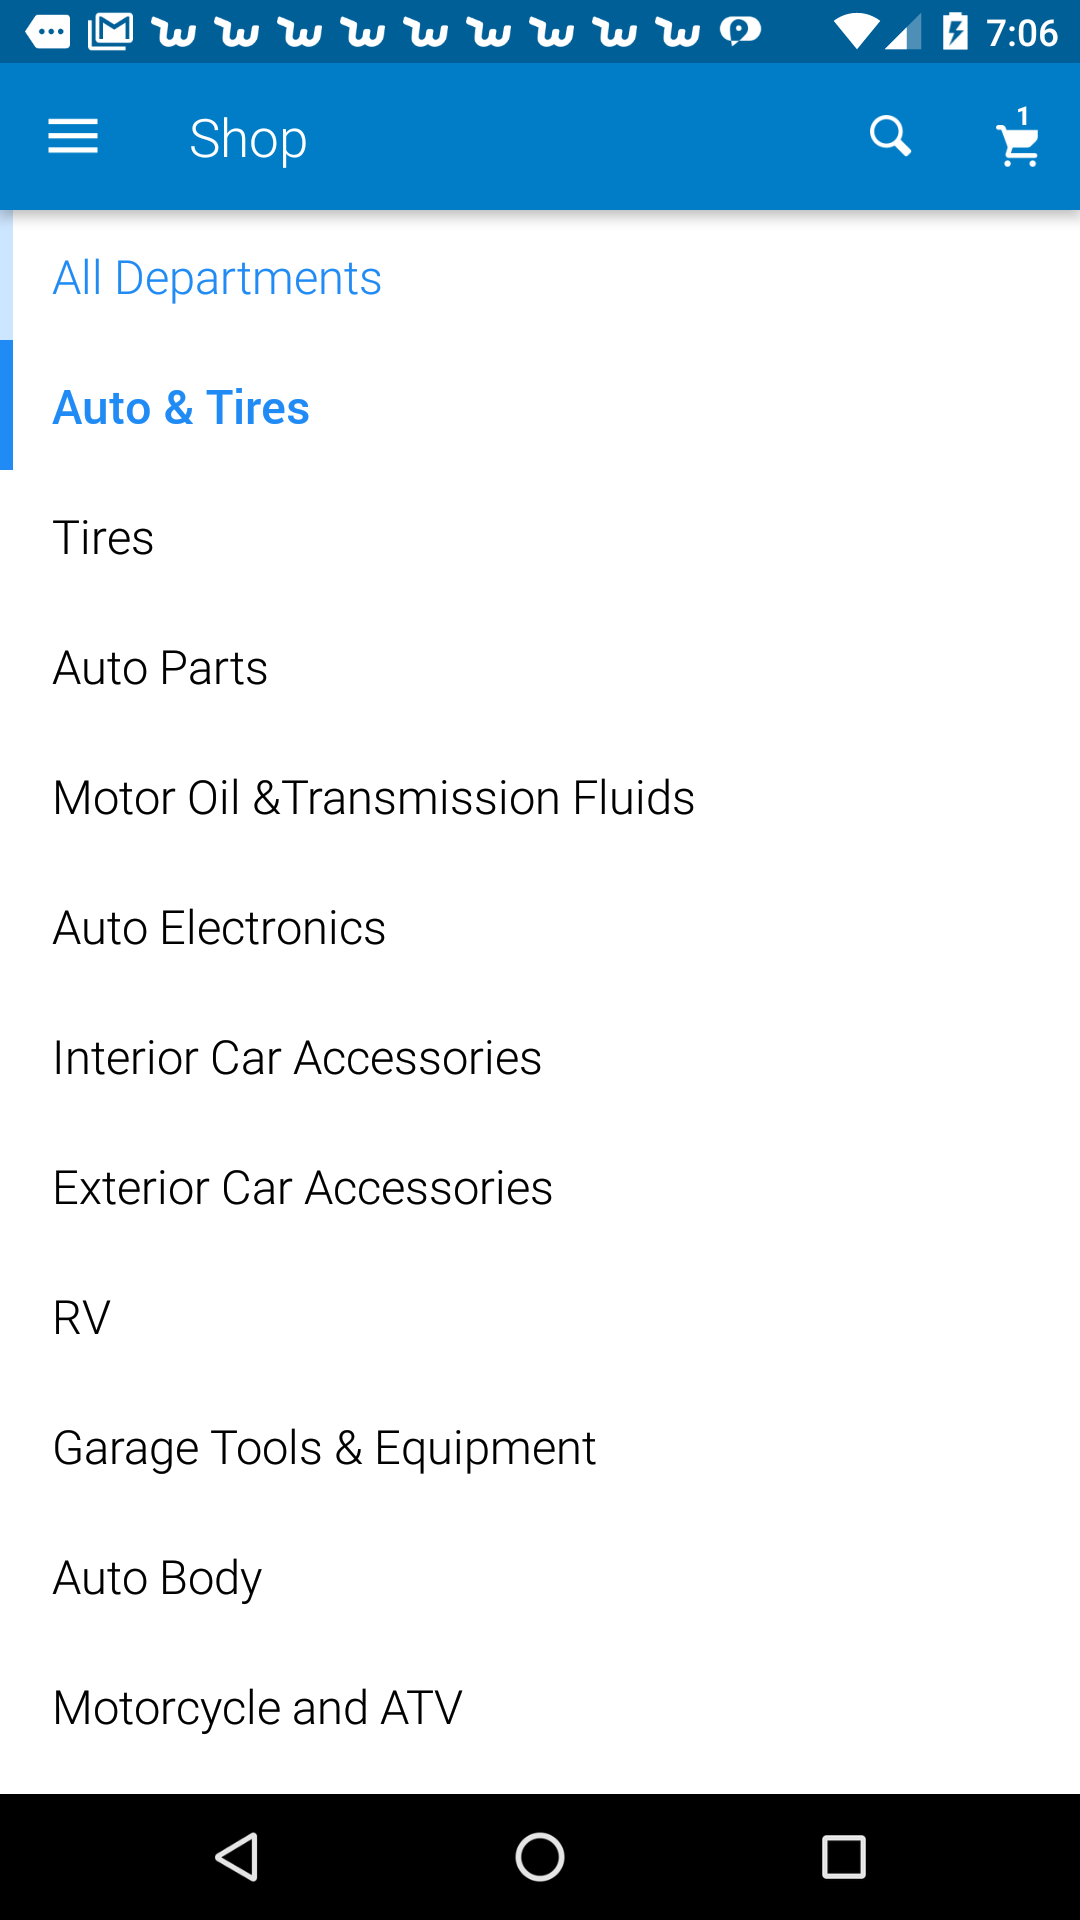 7:06
Shop
1
All Departments
Auto & Tires
Tires
Auto Parts
Motor Oil &Transmission Fluids
Auto Electronics
Interior Car Accessories
Exterior Car Accessories
RV
Garage Tools & Equipment
Auto Body
Motorcycle and ATV